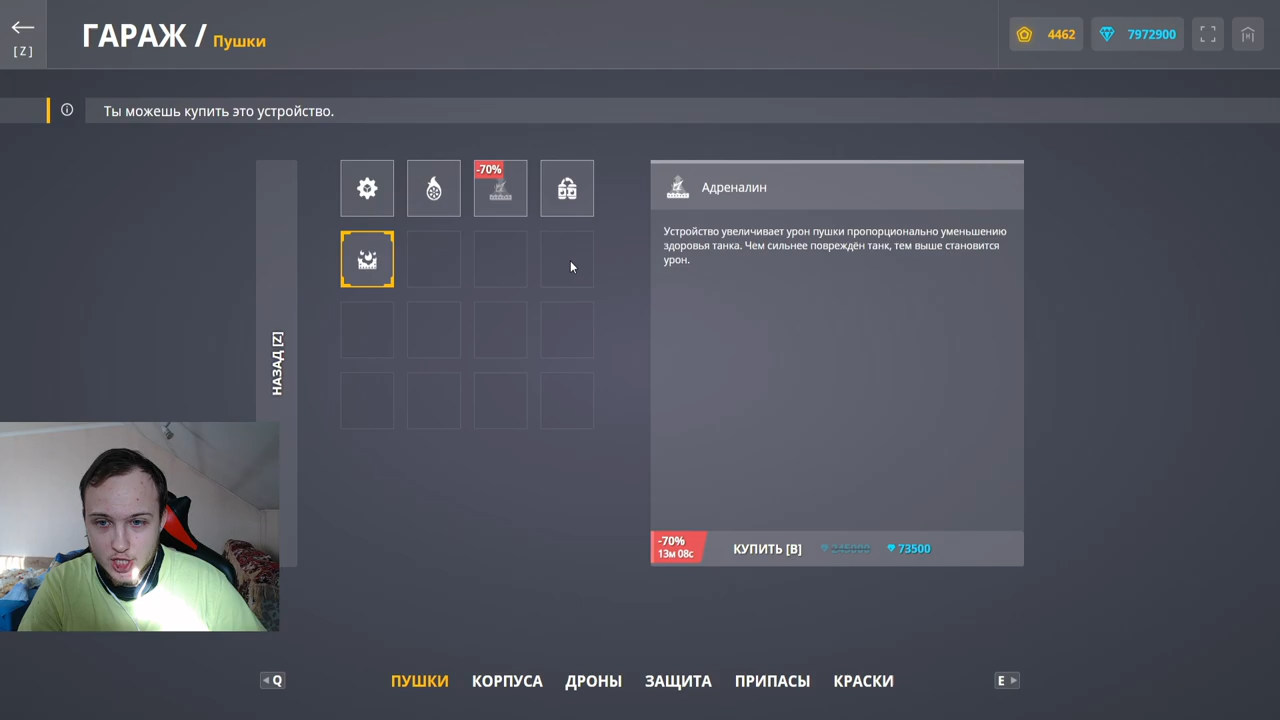 ГАРАЖ / Пушки
[Z]
4462
7972900
Ты можешь купить это устройство.
-70%
Адреналин
Устройство увеличивает урон пушки пропорционально уменьшению
здоровья танка. Чем сильнее повреждён танк, тем выше становится
урон.
НАЗАД [Z]
-70%
13м 08с
КУПИТЬ [B]
245000
73500
Q
ПУШКИ
КОРПУСА
ДРОНЫ
ЗАЩИТА
ПРИПАСЫ
КРАСКИ
E